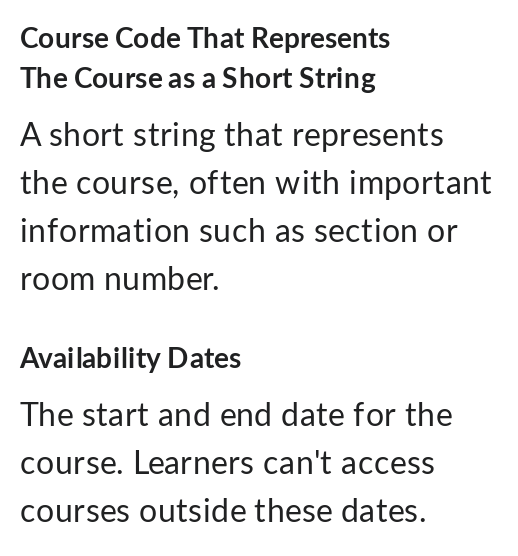 Course Code That Represents
The Course as a Short String
A short string that represents
the course, often with important
information such as section or
room number.
Availability Dates
The start and end date for the
course. Learners can't access
courses outside these dates.